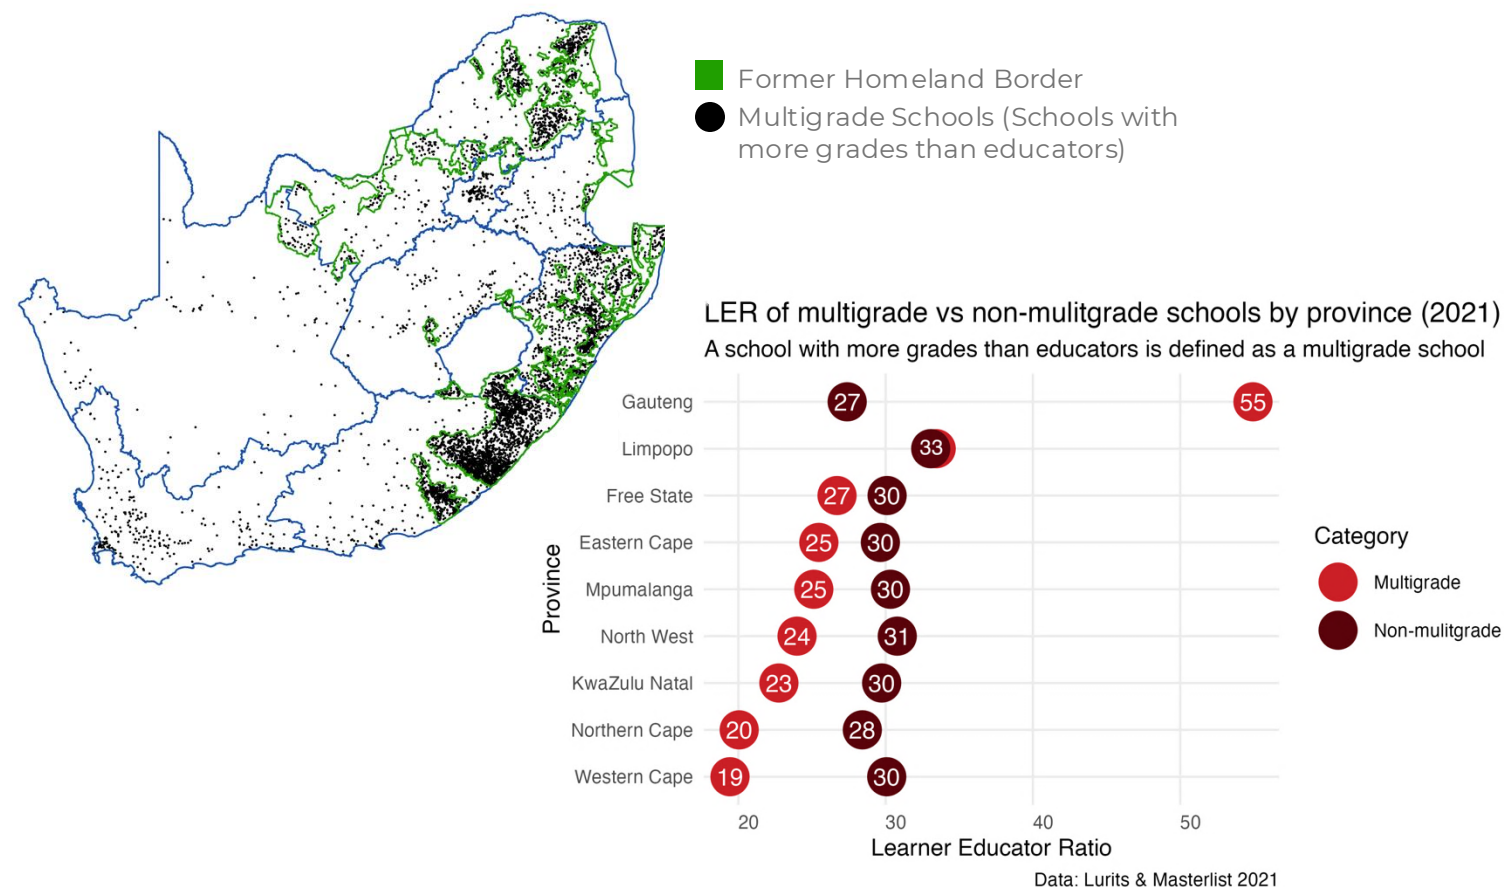 Former Homeland Border
Multigrade Schools (Schools with
more grades than educators)
LER of multigrade vs non-mulitgrade schools by province (2021)
A school with more grades than educators is defined as a multigrade school
Province
Gauteng 27 55
Limpopo 33
Free State 27 30
Eastern Cape 25 30
Mpumalanga 25 30
North West 24 31
KwaZulu Natal 23 30
Northern Cape 20 28
Western Cape 19 30
20 30 40 50
Learner Educator Ratio
Category
Multigrade
Non-mulitgrade
Data: Lurits & Masterlist 2021